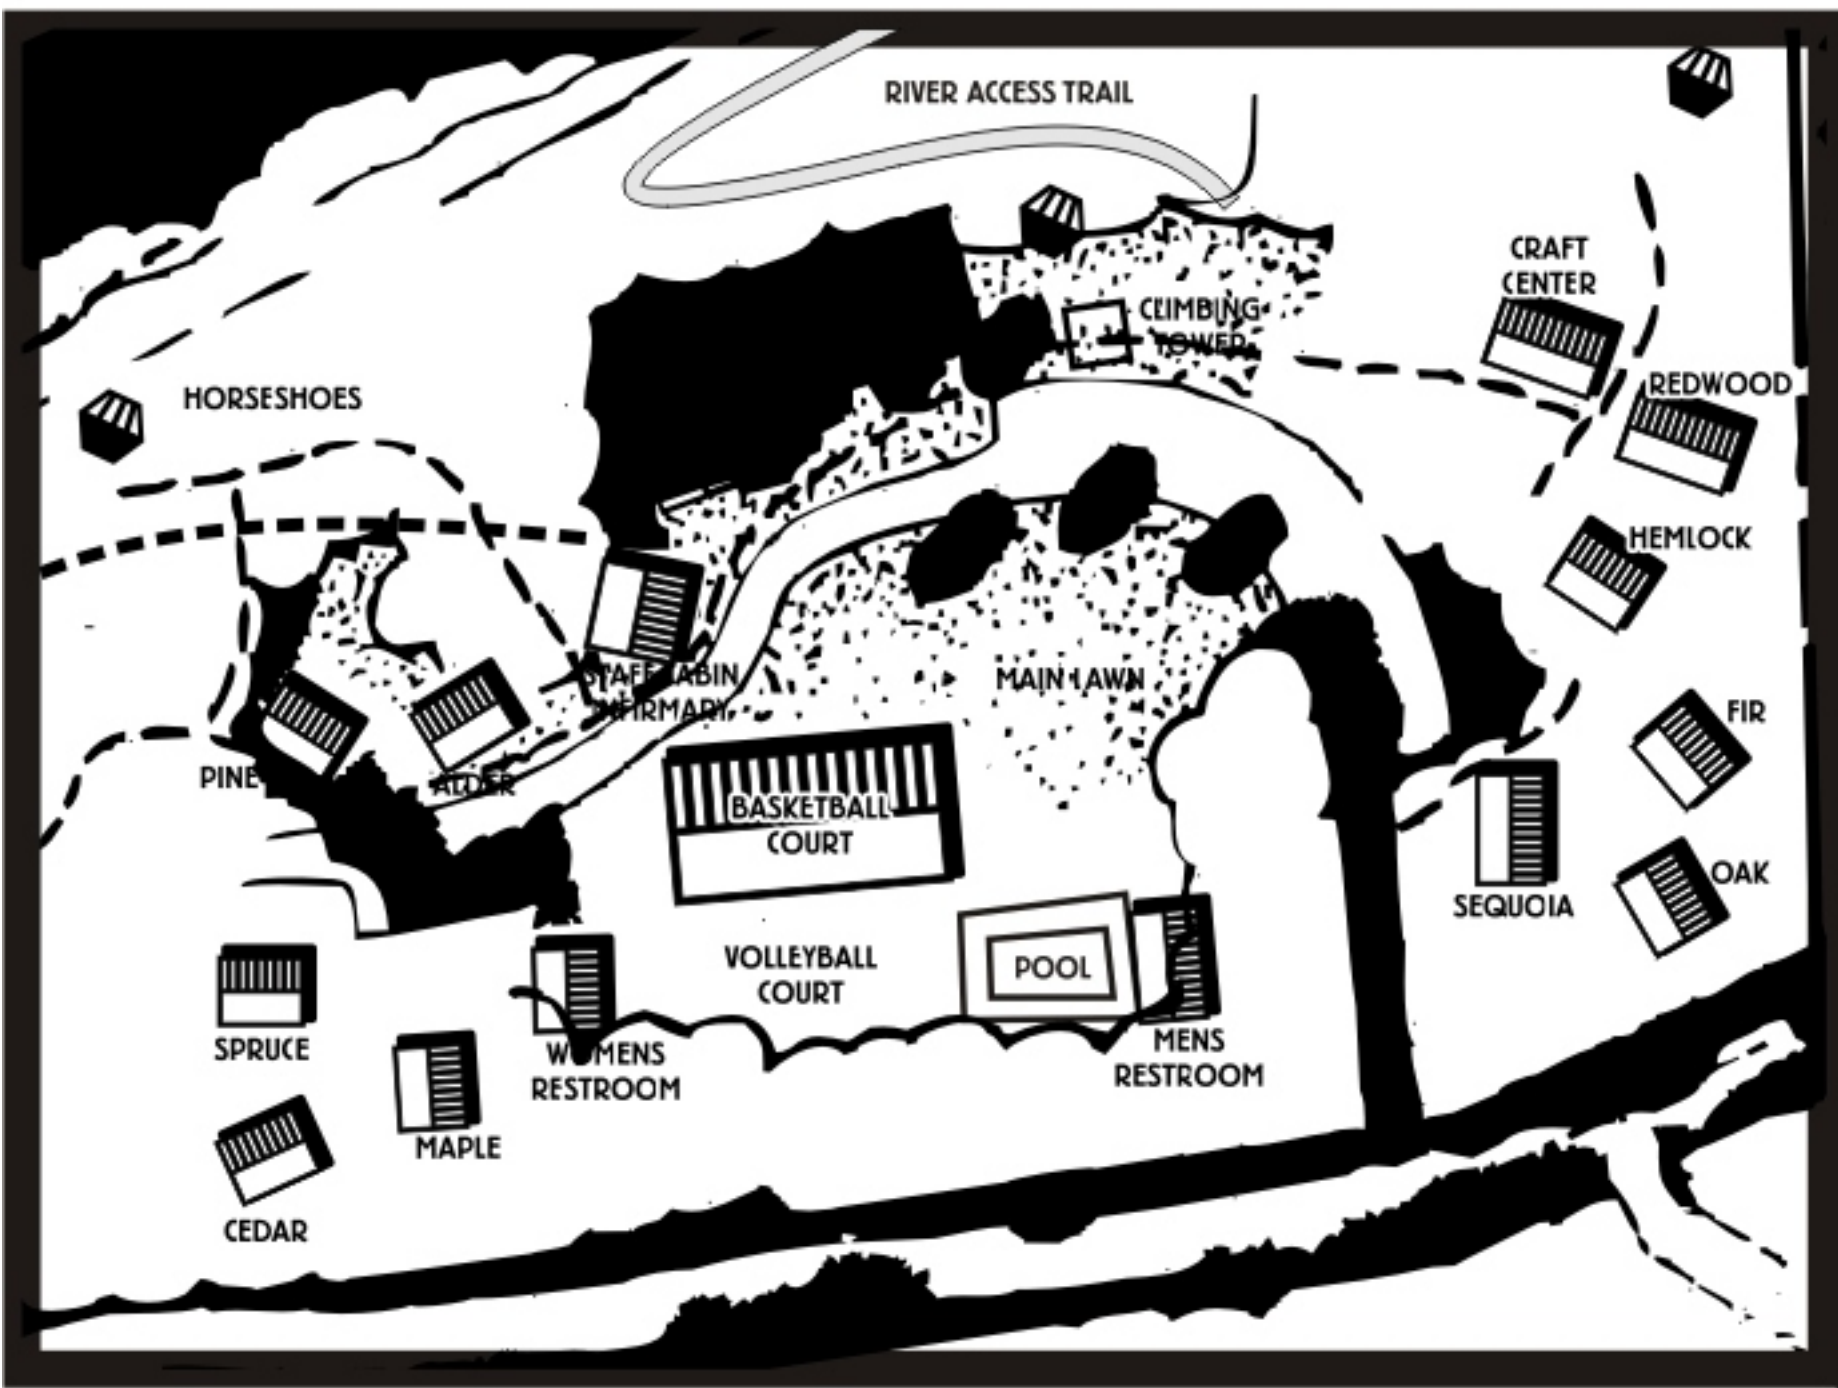 RIVER ACCESS TRAIL
CRAFT
CENTER
CLIMBING
TOWER
REDWOOD
HORSESHOES
HEMLOCK
STAFF CABIN
INFIRMARY
MAIN LAWN
FIR
PINE
ALDER
BASKETBALL
COURT
OAK
SEQUOIA
VOLLEYBALL
COURT
POOL
SPRUCE
WOMENS
RESTROOM
MENS
RESTROOM
MAPLE
CEDAR